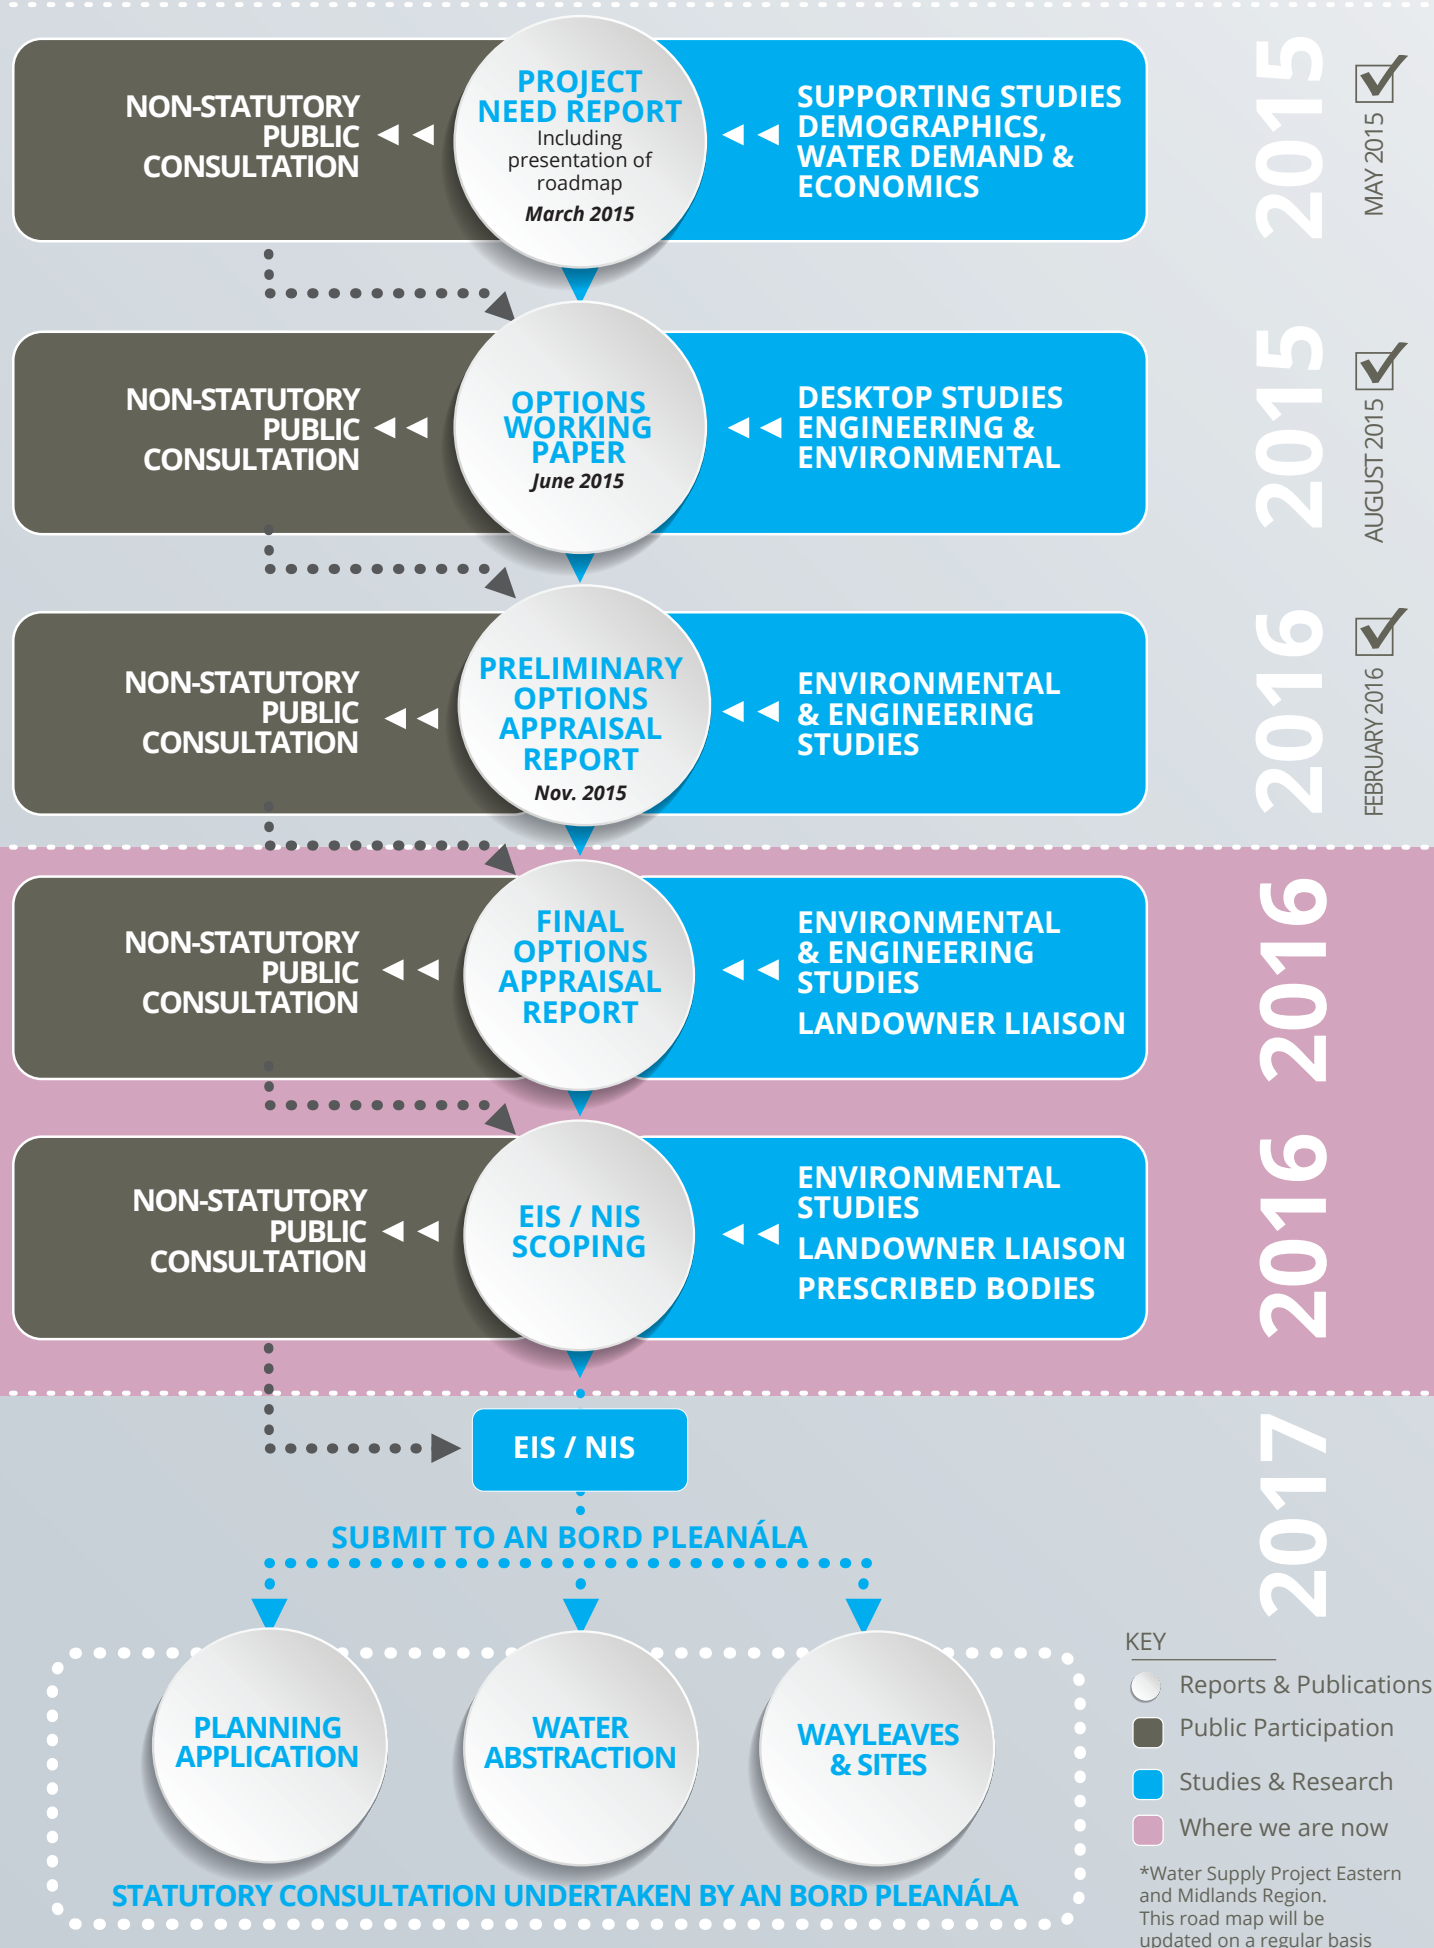 NON-STATUTORY
PUBLIC
CONSULTATION
PROJECT
NEED REPORT
Including
presentation of
roadmap
March 2015
SUPPORTING STUDIES
DEMOGRAPHICS,
WATER DEMAND &
ECONOMICS
2015
MAY 2015
NON-STATUTORY
PUBLIC
CONSULTATION
OPTIONS
WORKING
PAPER
June 2015
DESKTOP STUDIES
ENGINEERING &
ENVIRONMENTAL
2015
AUGUST 2015
NON-STATUTORY
PUBLIC
CONSULTATION
PRELIMINARY
OPTIONS
APPRAISAL
REPORT
Nov. 2015
ENVIRONMENTAL
& ENGINEERING
STUDIES
2016
FEBRUARY 2016
NON-STATUTORY
PUBLIC
CONSULTATION
FINAL
OPTIONS
APPRAISAL
REPORT
ENVIRONMENTAL
& ENGINEERING
STUDIES
LANDOWNER LIAISON
2016
NON-STATUTORY
PUBLIC
CONSULTATION
EIS / NIS
SCOPING
ENVIRONMENTAL
STUDIES
LANDOWNER LIAISON
PRESCRIBED BODIES
2016
EIS / NIS
2017
SUBMIT TO AN BORD PLEANÁLA
PLANNING
APPLICATION
WATER
ABSTRACTION
WAYLEAVES
& SITES
STATUTORY CONSULTATION UNDERTAKEN BY AN BORD PLEANÁLA
KEY
Reports & Publications
Public Participation
Studies & Research
Where we are now
*Water Supply Project Eastern
and Midlands Region.
This road map will be
updated on a regular basis